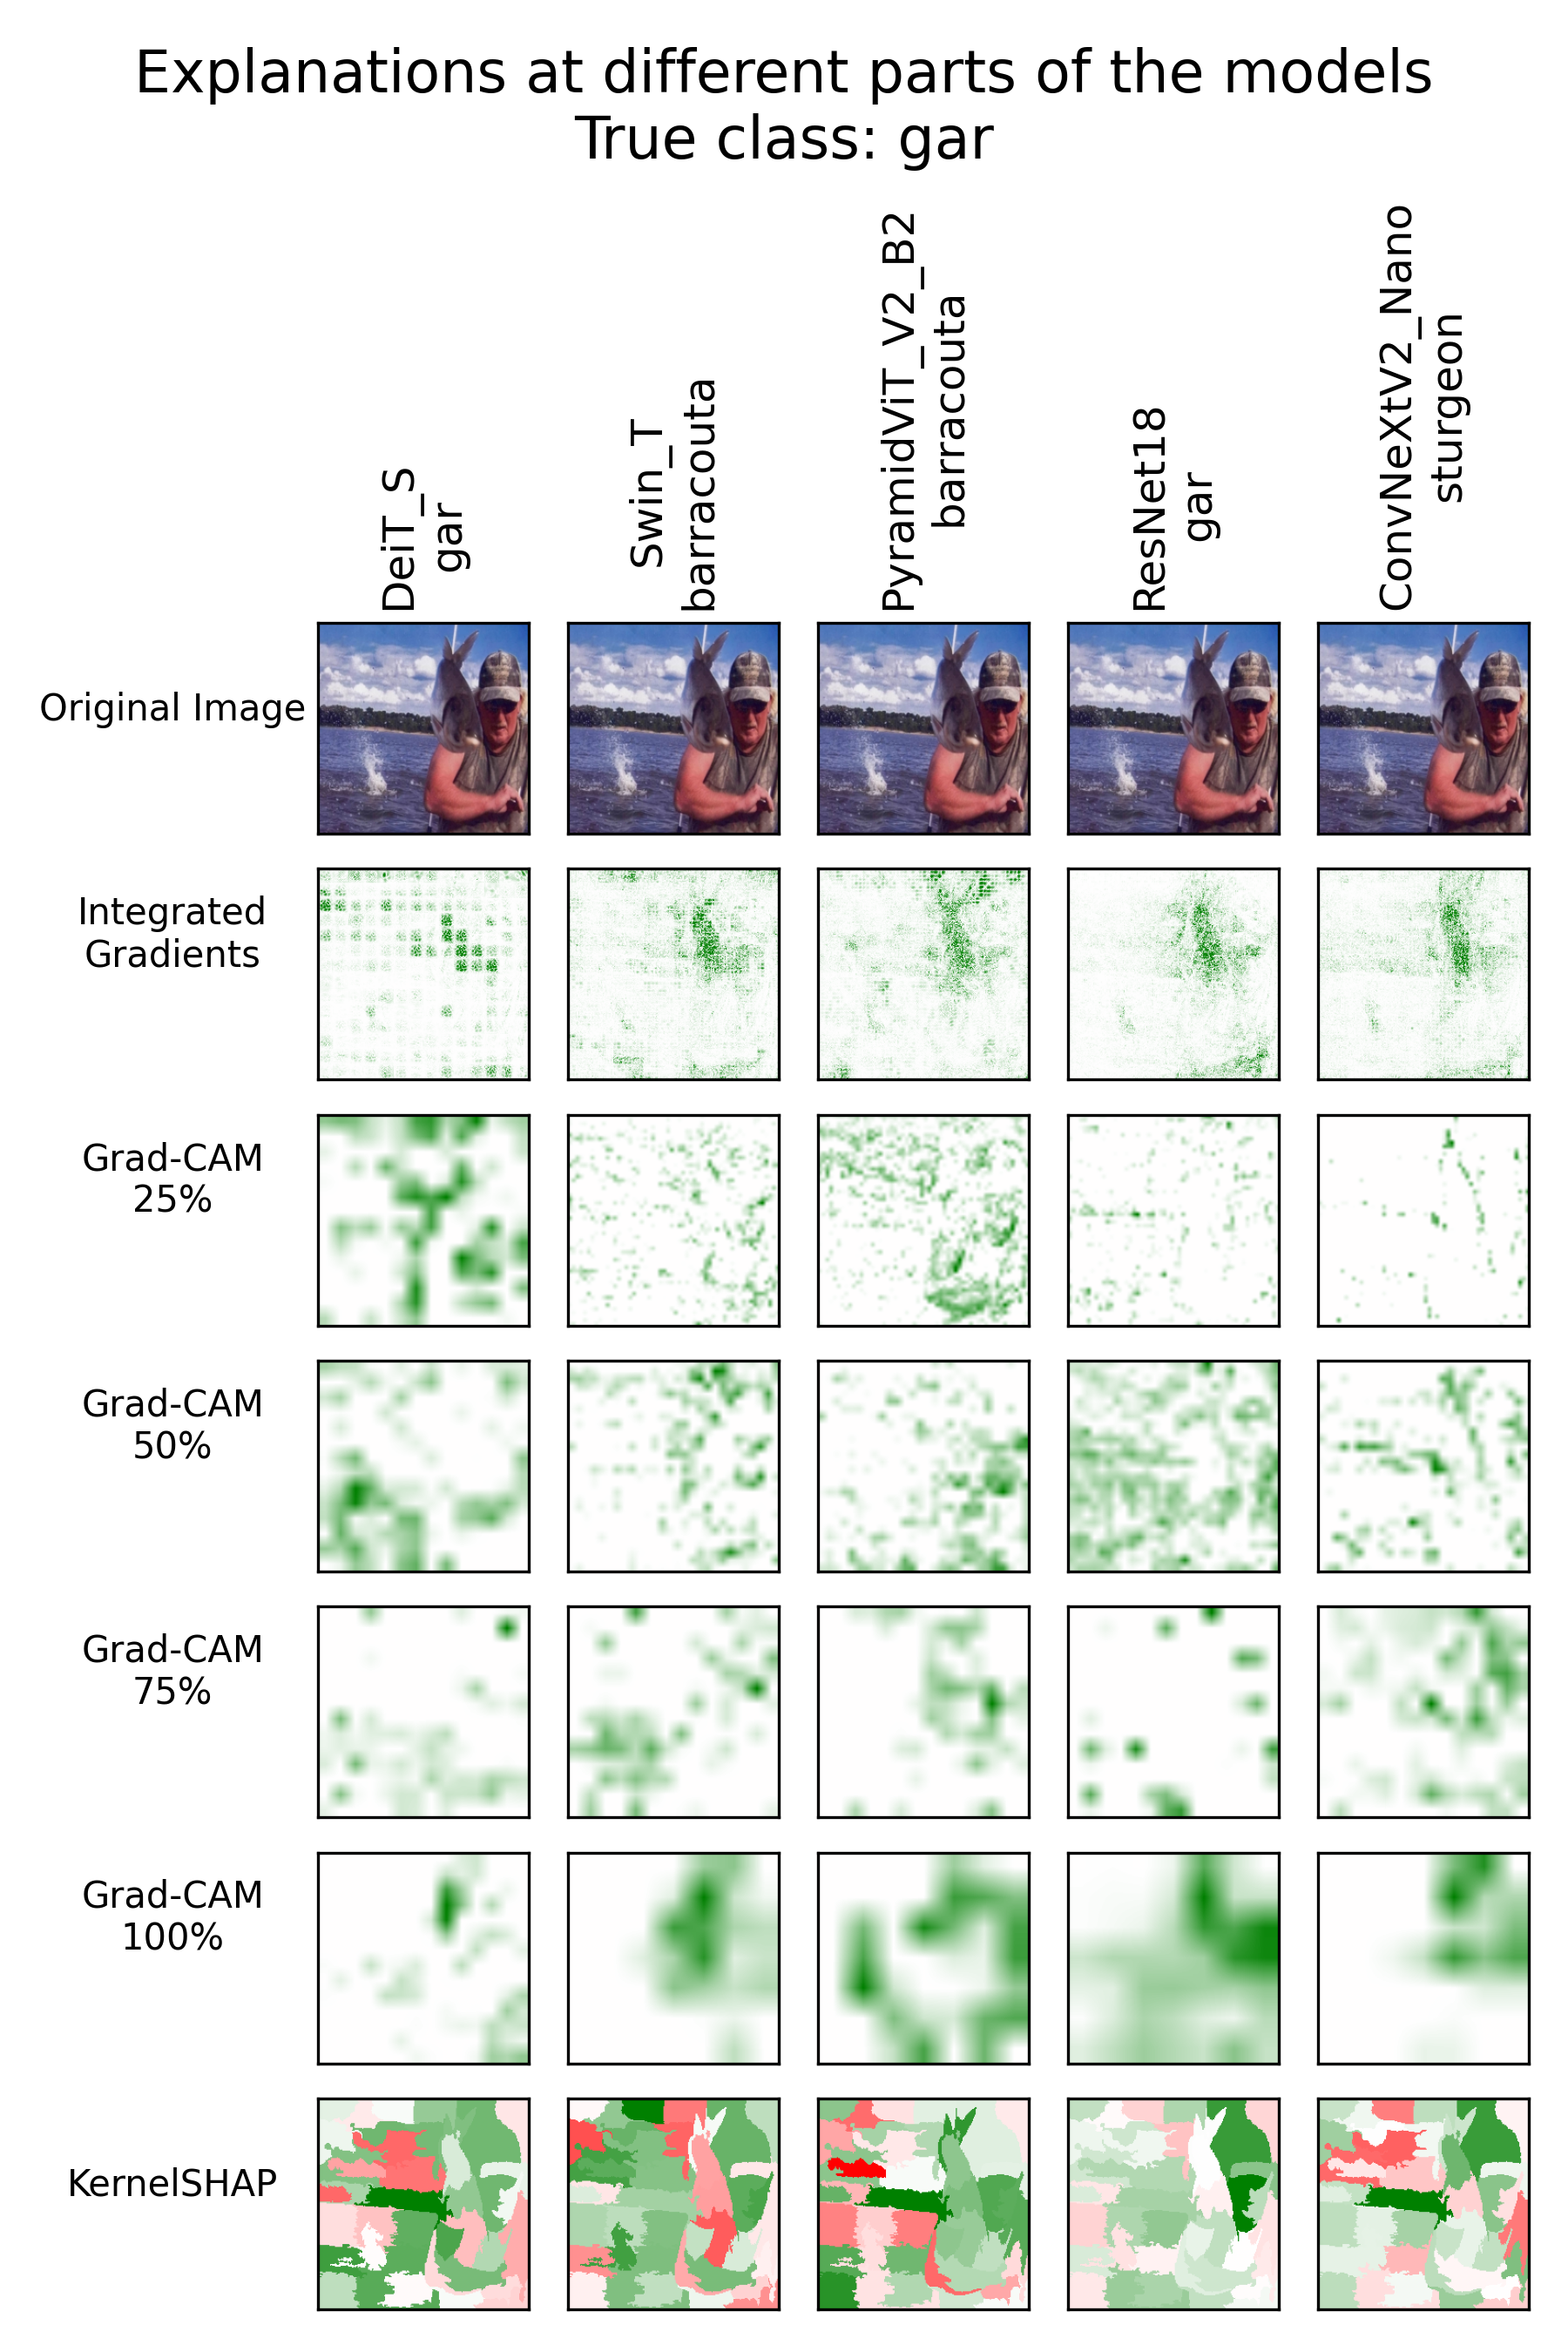 Explanations at different parts of the models
True class: gar
DeiT_S
gar
Swin_T
barracouta
PyramidViT_V2_B2
barracouta
ResNet18
gar
ConvNeXtV2_Nano
sturgeon
Original Image
Integrated
Gradients
Grad-CAM
25%
Grad-CAM
50%
Grad-CAM
75%
Grad-CAM
100%
KernelSHAP